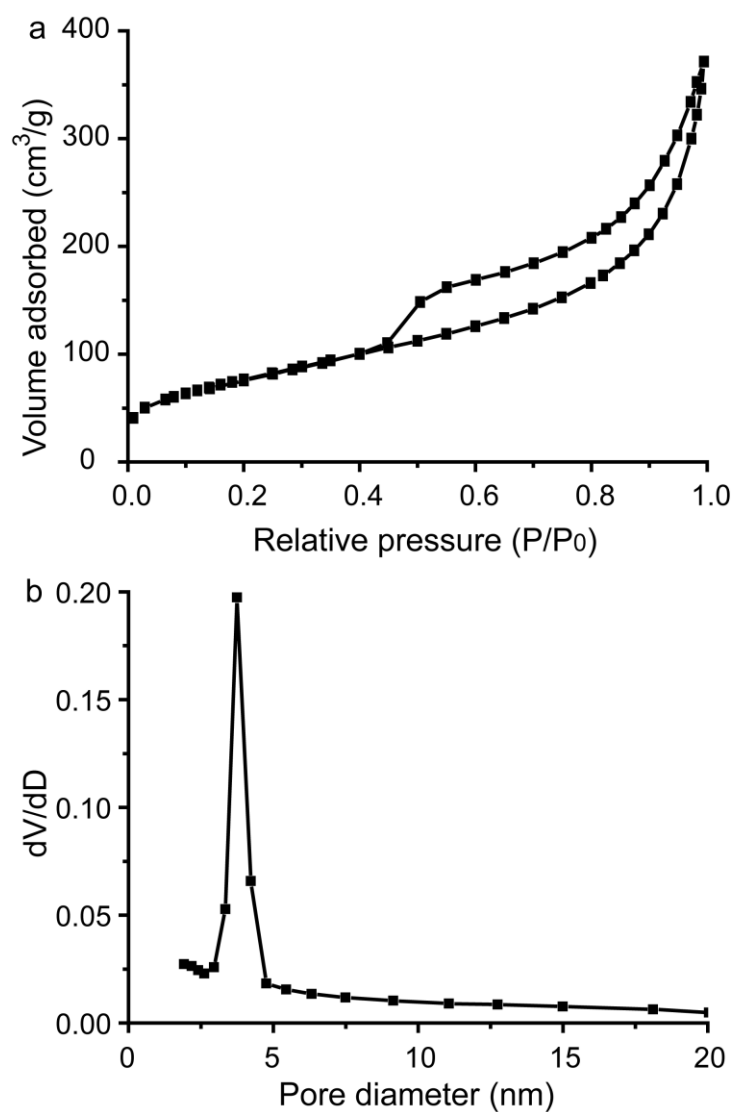 a
400
300
200
100
0
Volume adsorbed (cm³/g)
0.0 0.2 0.4 0.6 0.8 1.0
Relative pressure (P/P₀)
b
0.20
0.15
0.10
0.05
0.00
dV/dD
0 5 10 15 20
Pore diameter (nm)